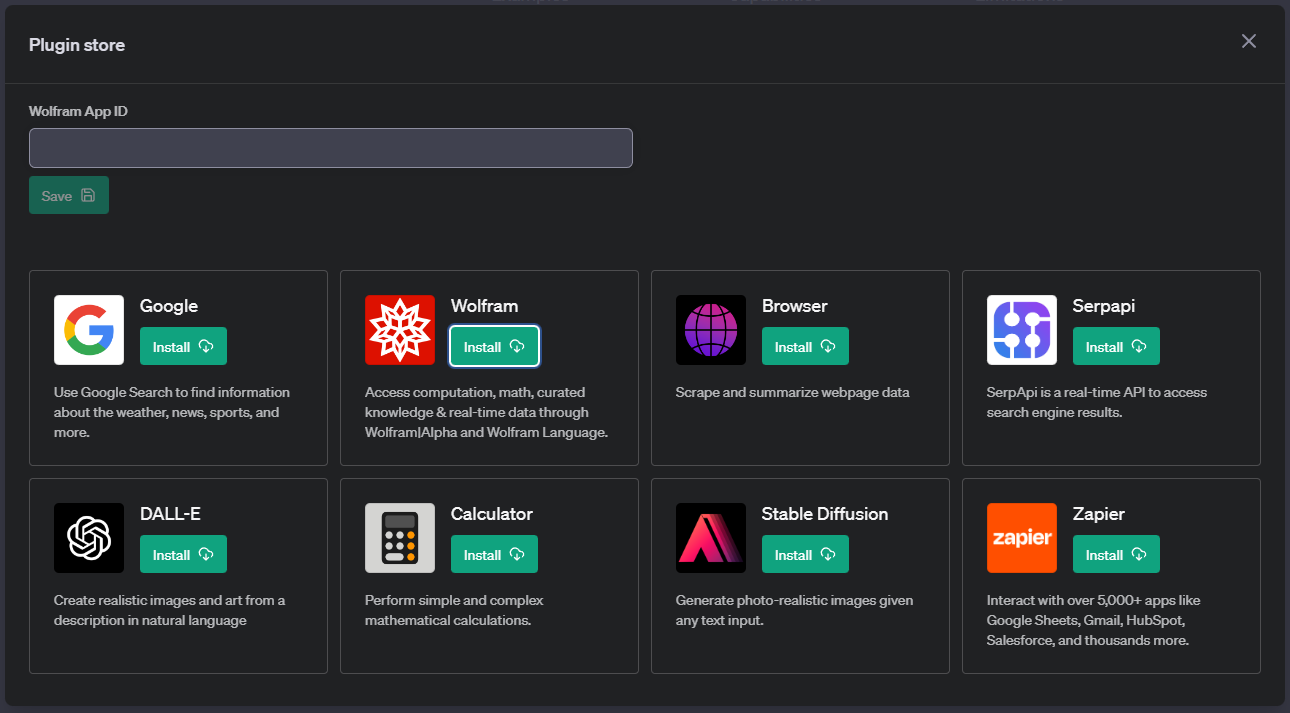 Plugin store
Wolfram App ID
Save
Google
Install
Use Google Search to find information
about the weather, news, sports, and
more.
Wolfram
Install
Access computation, math, curated
knowledge & real-time data through
Wolfram|Alpha and Wolfram Language.
Browser
Install
Scrape and summarize webpage data
Serpapi
Install
SerpApi is a real-time API to access
search engine results.
DALL-E
Install
Create realistic images and art from a
description in natural language
Calculator
Install
Perform simple and complex
mathematical calculations.
Stable Diffusion
Install
Generate photo-realistic images given
any text input.
zapier
Zapier
Install
Interact with over 5,000+ apps like
Google Sheets, Gmail, HubSpot,
Salesforce, and thousands more.